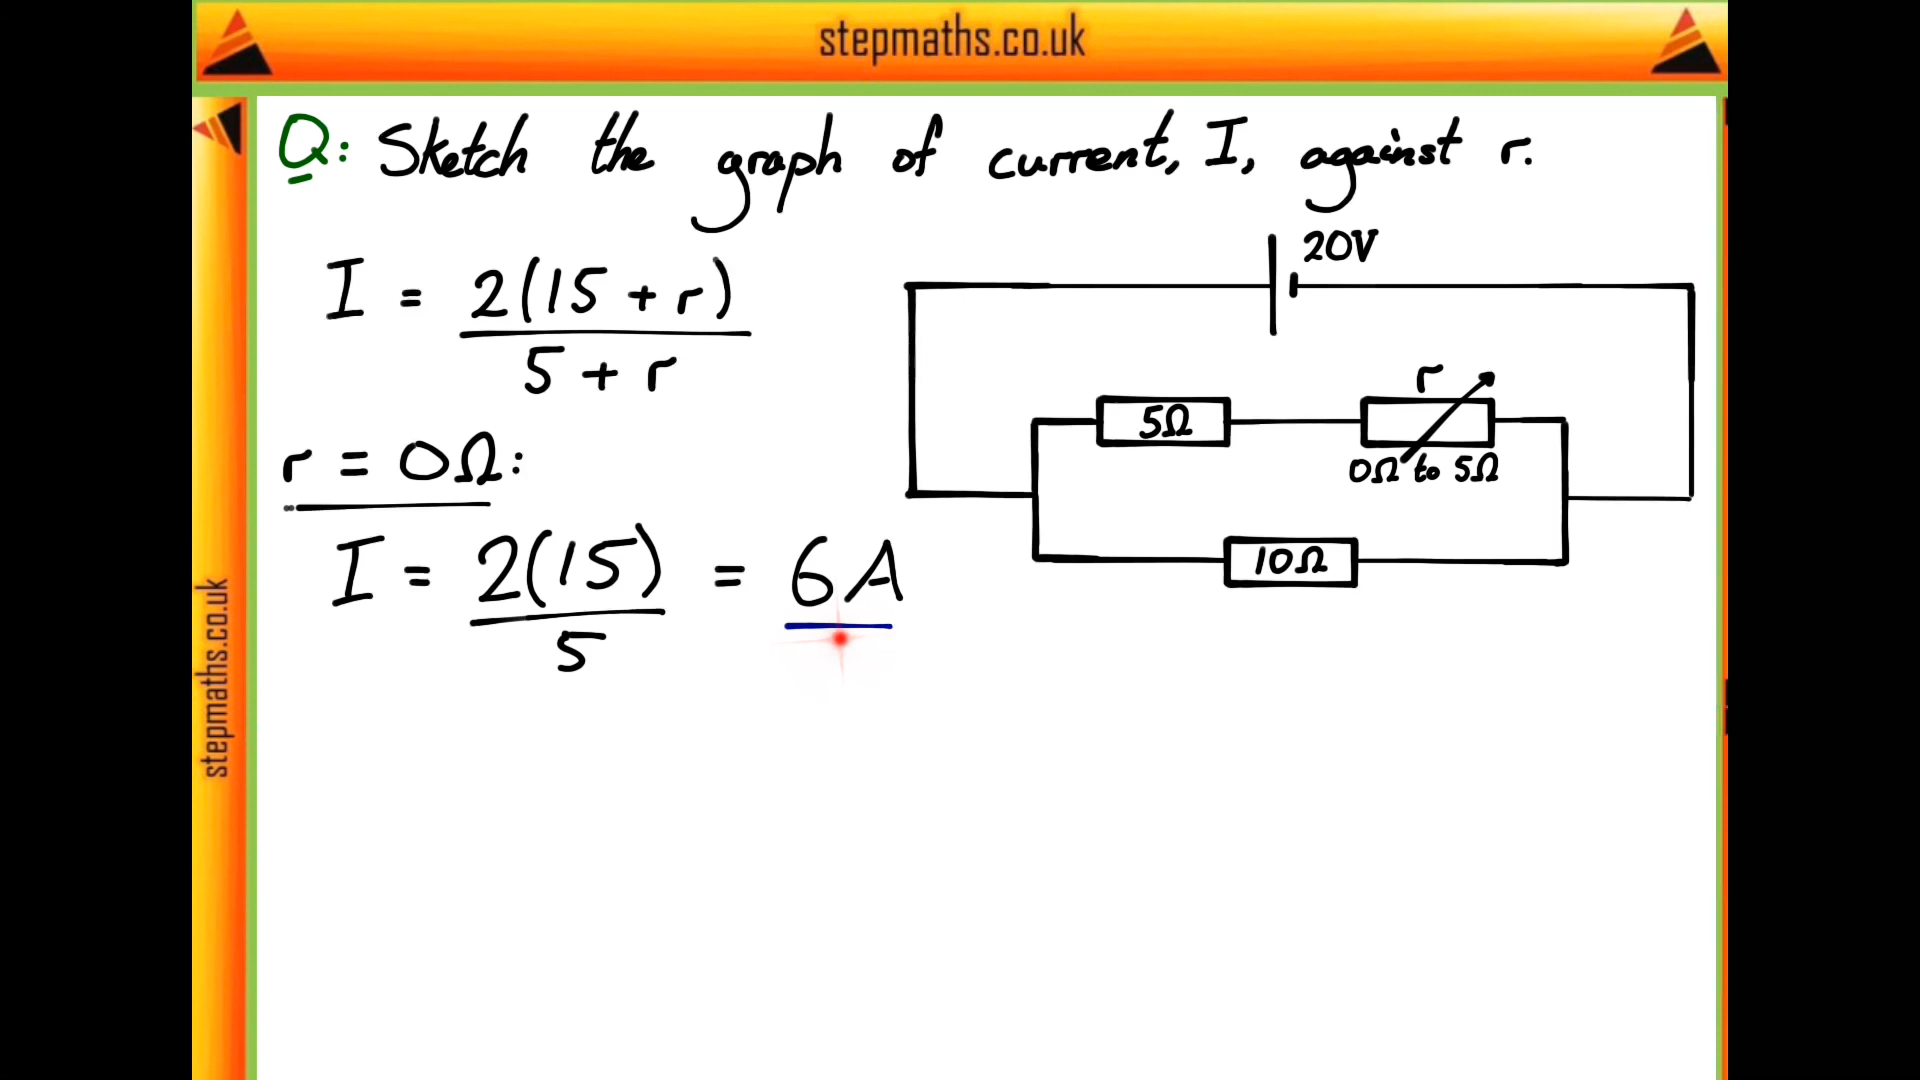 stepmaths.co.uk
Q: Sketch the graph of current, I, against r.
I = 2(15 + r)
5 + r
20V
r
5Ω
0Ω to 5Ω
10Ω
r = 0Ω:
I = 2(15) = 6A
5
stepmaths.co.uk